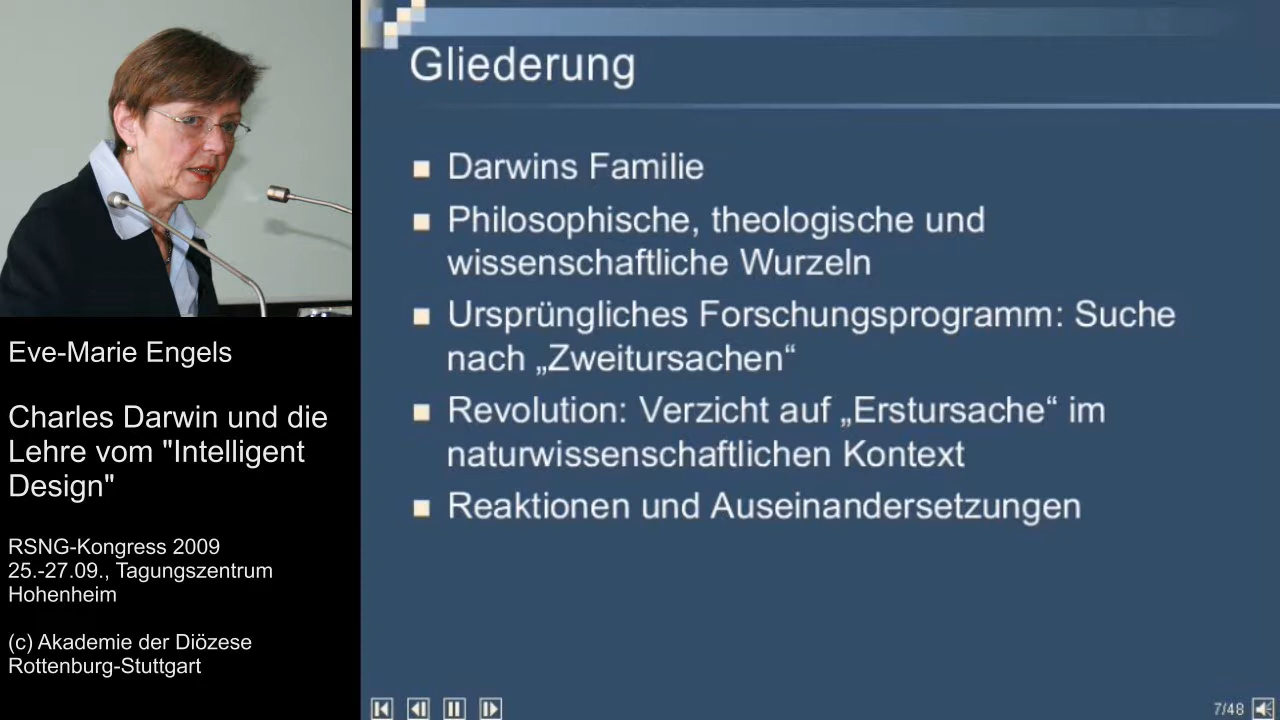 Eve-Marie Engels
Charles Darwin und die
Lehre vom "Intelligent
Design"
RSNG-Kongress 2009
25.-27.09., Tagungszentrum
Hohenheim
(c) Akademie der Diözese
Rottenburg-Stuttgart
Gliederung
Darwins Familie
Philosophische, theologische und
wissenschaftliche Wurzeln
Ursprüngliches Forschungsprogramm: Suche
nach „Zweitursachen“
Revolution: Verzicht auf „Erstursache“ im
naturwissenschaftlichen Kontext
Reaktionen und Auseinandersetzungen
7/48